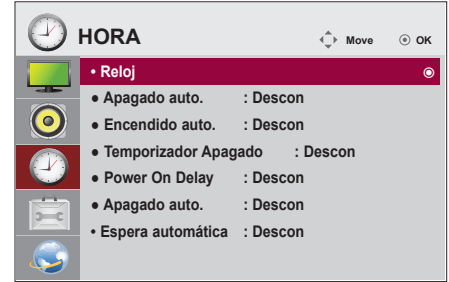 HORA Move OK
• Reloj
● Apagado auto. : Descon
● Encendido auto. : Descon
● Temporizador Apagado : Descon
● Power On Delay : Descon
● Apagado auto. : Descon
• Espera automática : Descon